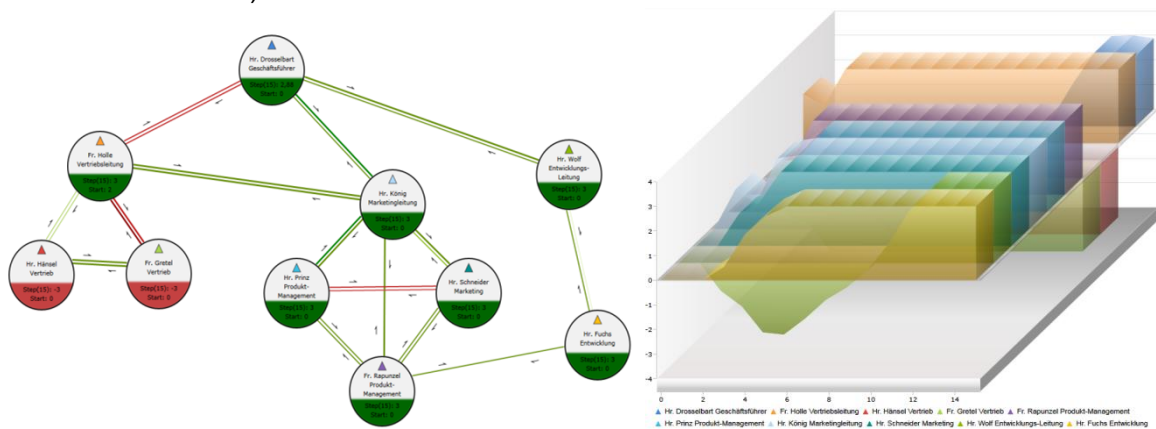 )
Hr. Drosselbart
Geschäftsführer
Start: 0
Fr. Holle
Vertriebsleitung
Step(15): 3
Start: 2
Hr. Wolf
Entwicklungs-
Leitung
Step(15): 3
Start: 0
Hr. König
Marketingleitung
Step(15): 3
Start: 0
Hr. Hänsel
Vertrieb
Step(15): -3
Start: 0
Fr. Gretel
Vertrieb
Step(15): -3
Start: 0
Hr. Prinz
Produkt-
Management
Step(15): 3
Start: 0
Hr. Schneider
Marketing
Step(15): 3
Start: 0
Hr. Fuchs
Entwicklung
Step(15): 3
Start: 0
Fr. Rapunzel
Produkt-
Management
Step(15): 3
Start: 0
4
3
2
1
0
-1
-2
-3
-4
0 2 4 6 8 10 12 14
Hr. Drosselbart Geschäftsführer Fr. Holle Vertriebsleitung Hr. Hänsel Vertrieb Fr. Gretel Vertrieb Fr. Rapunzel Produkt-Management
Hr. Prinz Produkt-Management Hr. König Marketingleitung Hr. Schneider Marketing Hr. Wolf Entwicklungs-Leitung Hr. Fuchs Entwicklung